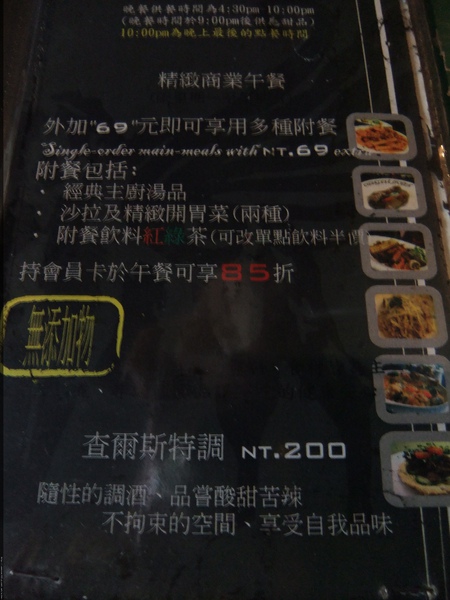 晚餐供餐時間為4:30pm 10:00pm
(晚餐時間於9:00pm後供應甜品)
10:00pm為晚上最後的點餐時間
精緻商業午餐
外加"69"元即可享用多種附餐
"Single-order main-meals with NT.69 extra
附餐包括:
· 經典主廚湯品
· 沙拉及精緻開胃菜(兩種)
· 附餐飲料紅綠茶(可改單點飲料半價
持會員卡於午餐可享85折
無添加物
查爾斯特調 NT.200
隨性的調酒、品嘗酸甜苦辣
不拘束的空間、享受自我品味